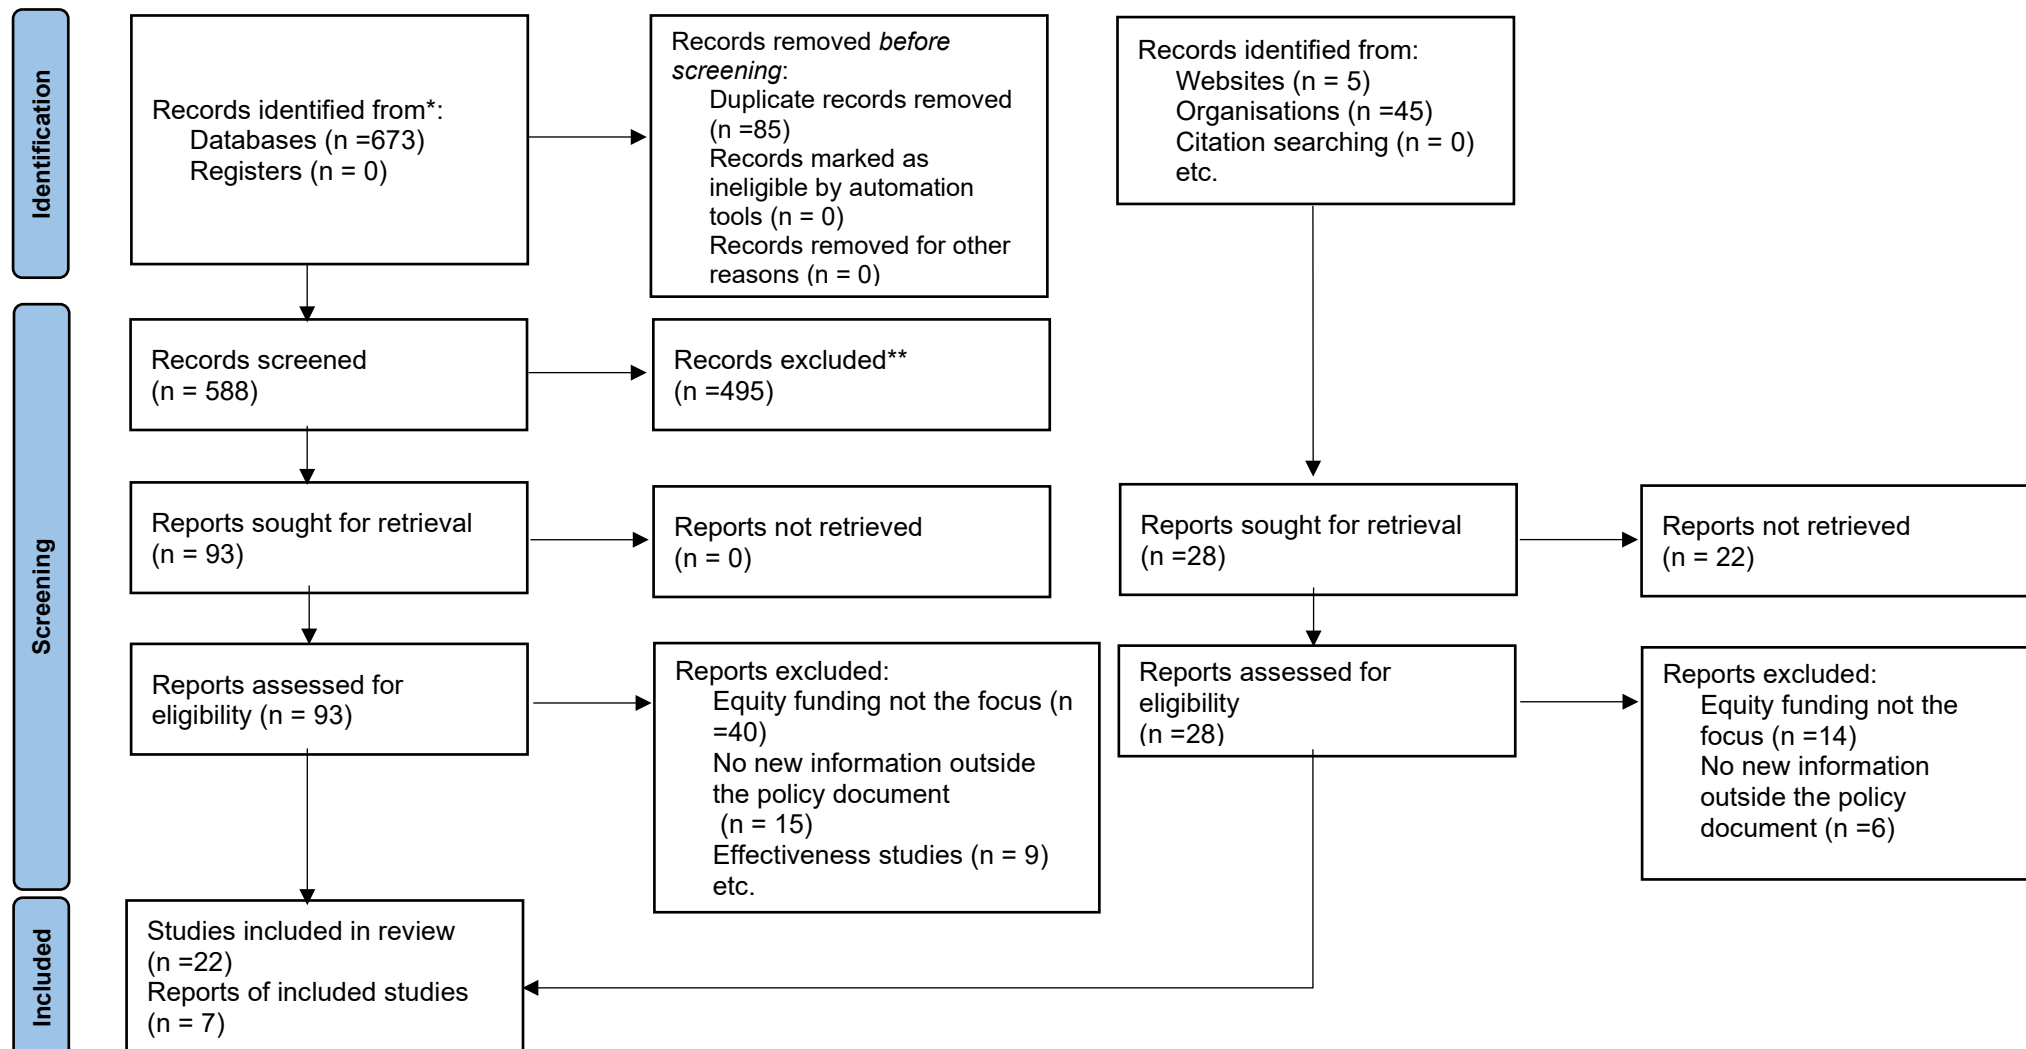 Identification
Records identified from*:
Databases (n =673)
Registers (n = 0)
Records removed before
screening:
Duplicate records removed
(n =85)
Records marked as
ineligible by automation
tools (n = 0)
Records removed for other
reasons (n = 0)
Records identified from:
Websites (n = 5)
Organisations (n =45)
Citation searching (n = 0)
etc.
Screening
Records screened
(n = 588)
Records excluded**
(n =495)
Reports sought for retrieval
(n = 93)
Reports not retrieved
(n = 0)
Reports sought for retrieval
(n =28)
Reports not retrieved
(n = 22)
Reports assessed for
eligibility (n = 93)
Reports excluded:
Equity funding not the focus (n
=40)
No new information outside
the policy document
(n = 15)
Effectiveness studies (n = 9)
etc.
Reports assessed for
eligibility
(n =28)
Reports excluded:
Equity funding not the
focus (n =14)
No new information
outside the policy
document (n =6)
Included
Studies included in review
(n =22)
Reports of included studies
(n = 7)